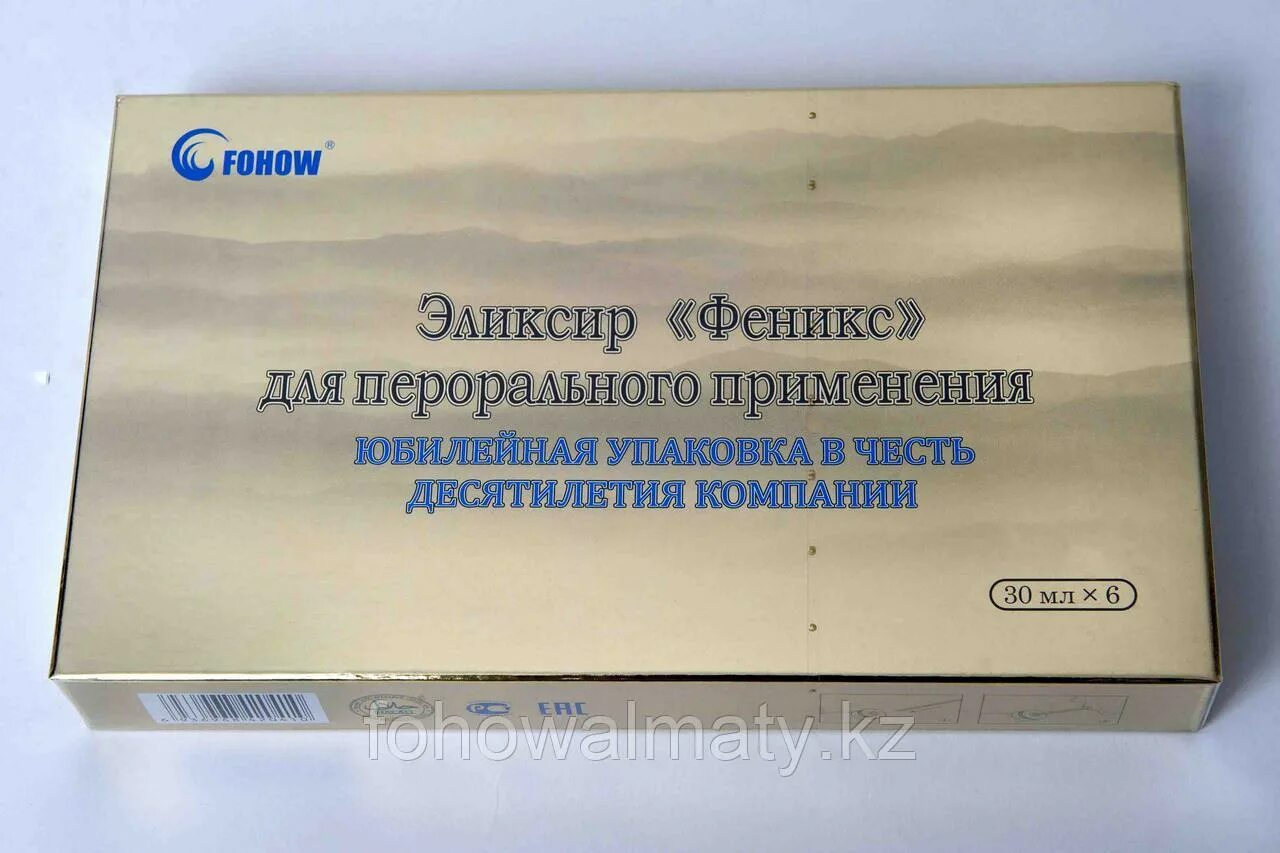 FOHOW®
Эликсир «Феникс»
для перорального применения
ЮБИЛЕЙНАЯ УПАКОВКА В ЧЕСТЬ
ДЕСЯТИЛЕТИЯ КОМПАНИИ
30 мл × 6
EAC
fohowalmaty.kz